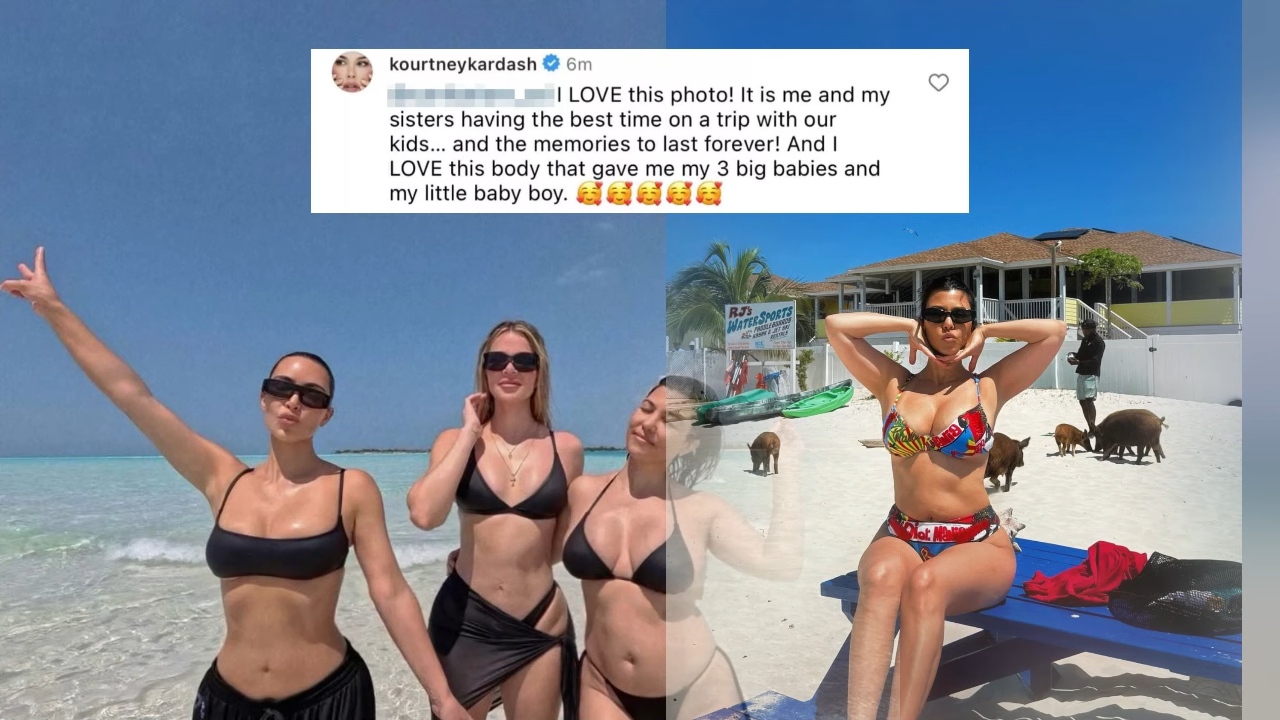 kourtneykardash 6m
I LOVE this photo! It is me and my
sisters having the best time on a trip with our
kids... and the memories to last forever! And I
LOVE this body that gave me my 3 big babies and
my little baby boy. 🥰🥰🥰🥰🥰
RJ's
WATERSPORTS